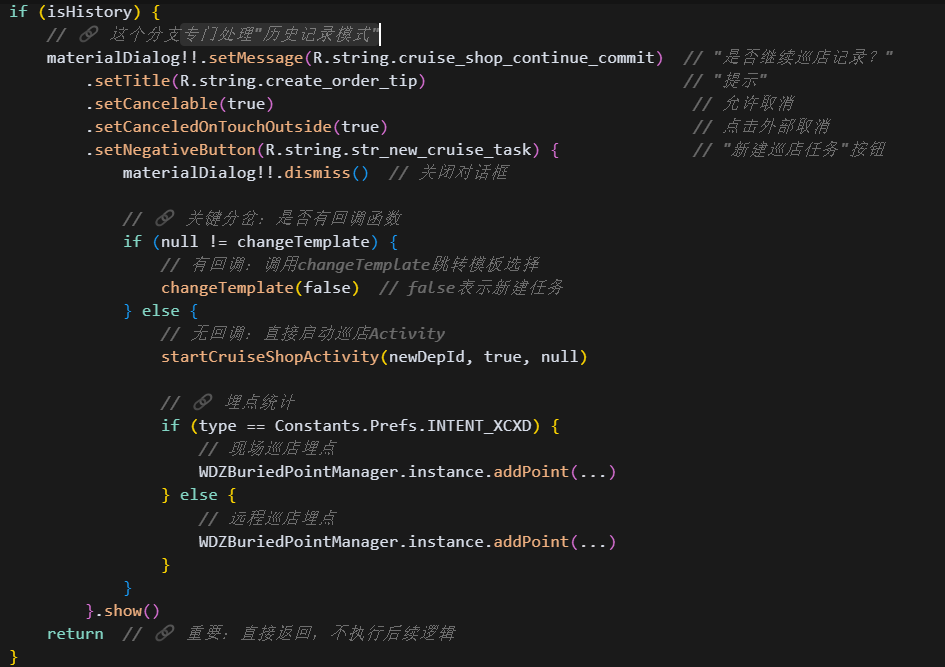 if (isHistory) {
// 🔗 这个分支专门处理"历史记录模式"
materialDialog!!.setMessage(R.string.cruise_shop_continue_commit) // "是否继续巡店记录？"
.setTitle(R.string.create_order_tip) // "提示"
.setCancelable(true) // 允许取消
.setCanceledOnTouchOutside(true) // 点击外部取消
.setNegativeButton(R.string.str_new_cruise_task) { // "新建巡店任务"按钮
materialDialog!!.dismiss() // 关闭对话框
// 🔗 关键分岔：是否有回调函数
if (null != changeTemplate) {
// 有回调：调用changeTemplate跳转模板选择
changeTemplate(false) // false表示新建任务
} else {
// 无回调：直接启动巡店Activity
startCruiseShopActivity(newDepId, true, null)
// 🔗 埋点统计
if (type == Constants.Prefs.INTENT_XCXD) {
// 现场巡店埋点
WDZBuriedPointManager.instance.addPoint(...)
} else {
// 远程巡店埋点
WDZBuriedPointManager.instance.addPoint(...)
}
}
}.show()
return // 🔗 重要：直接返回，不执行后续逻辑
}